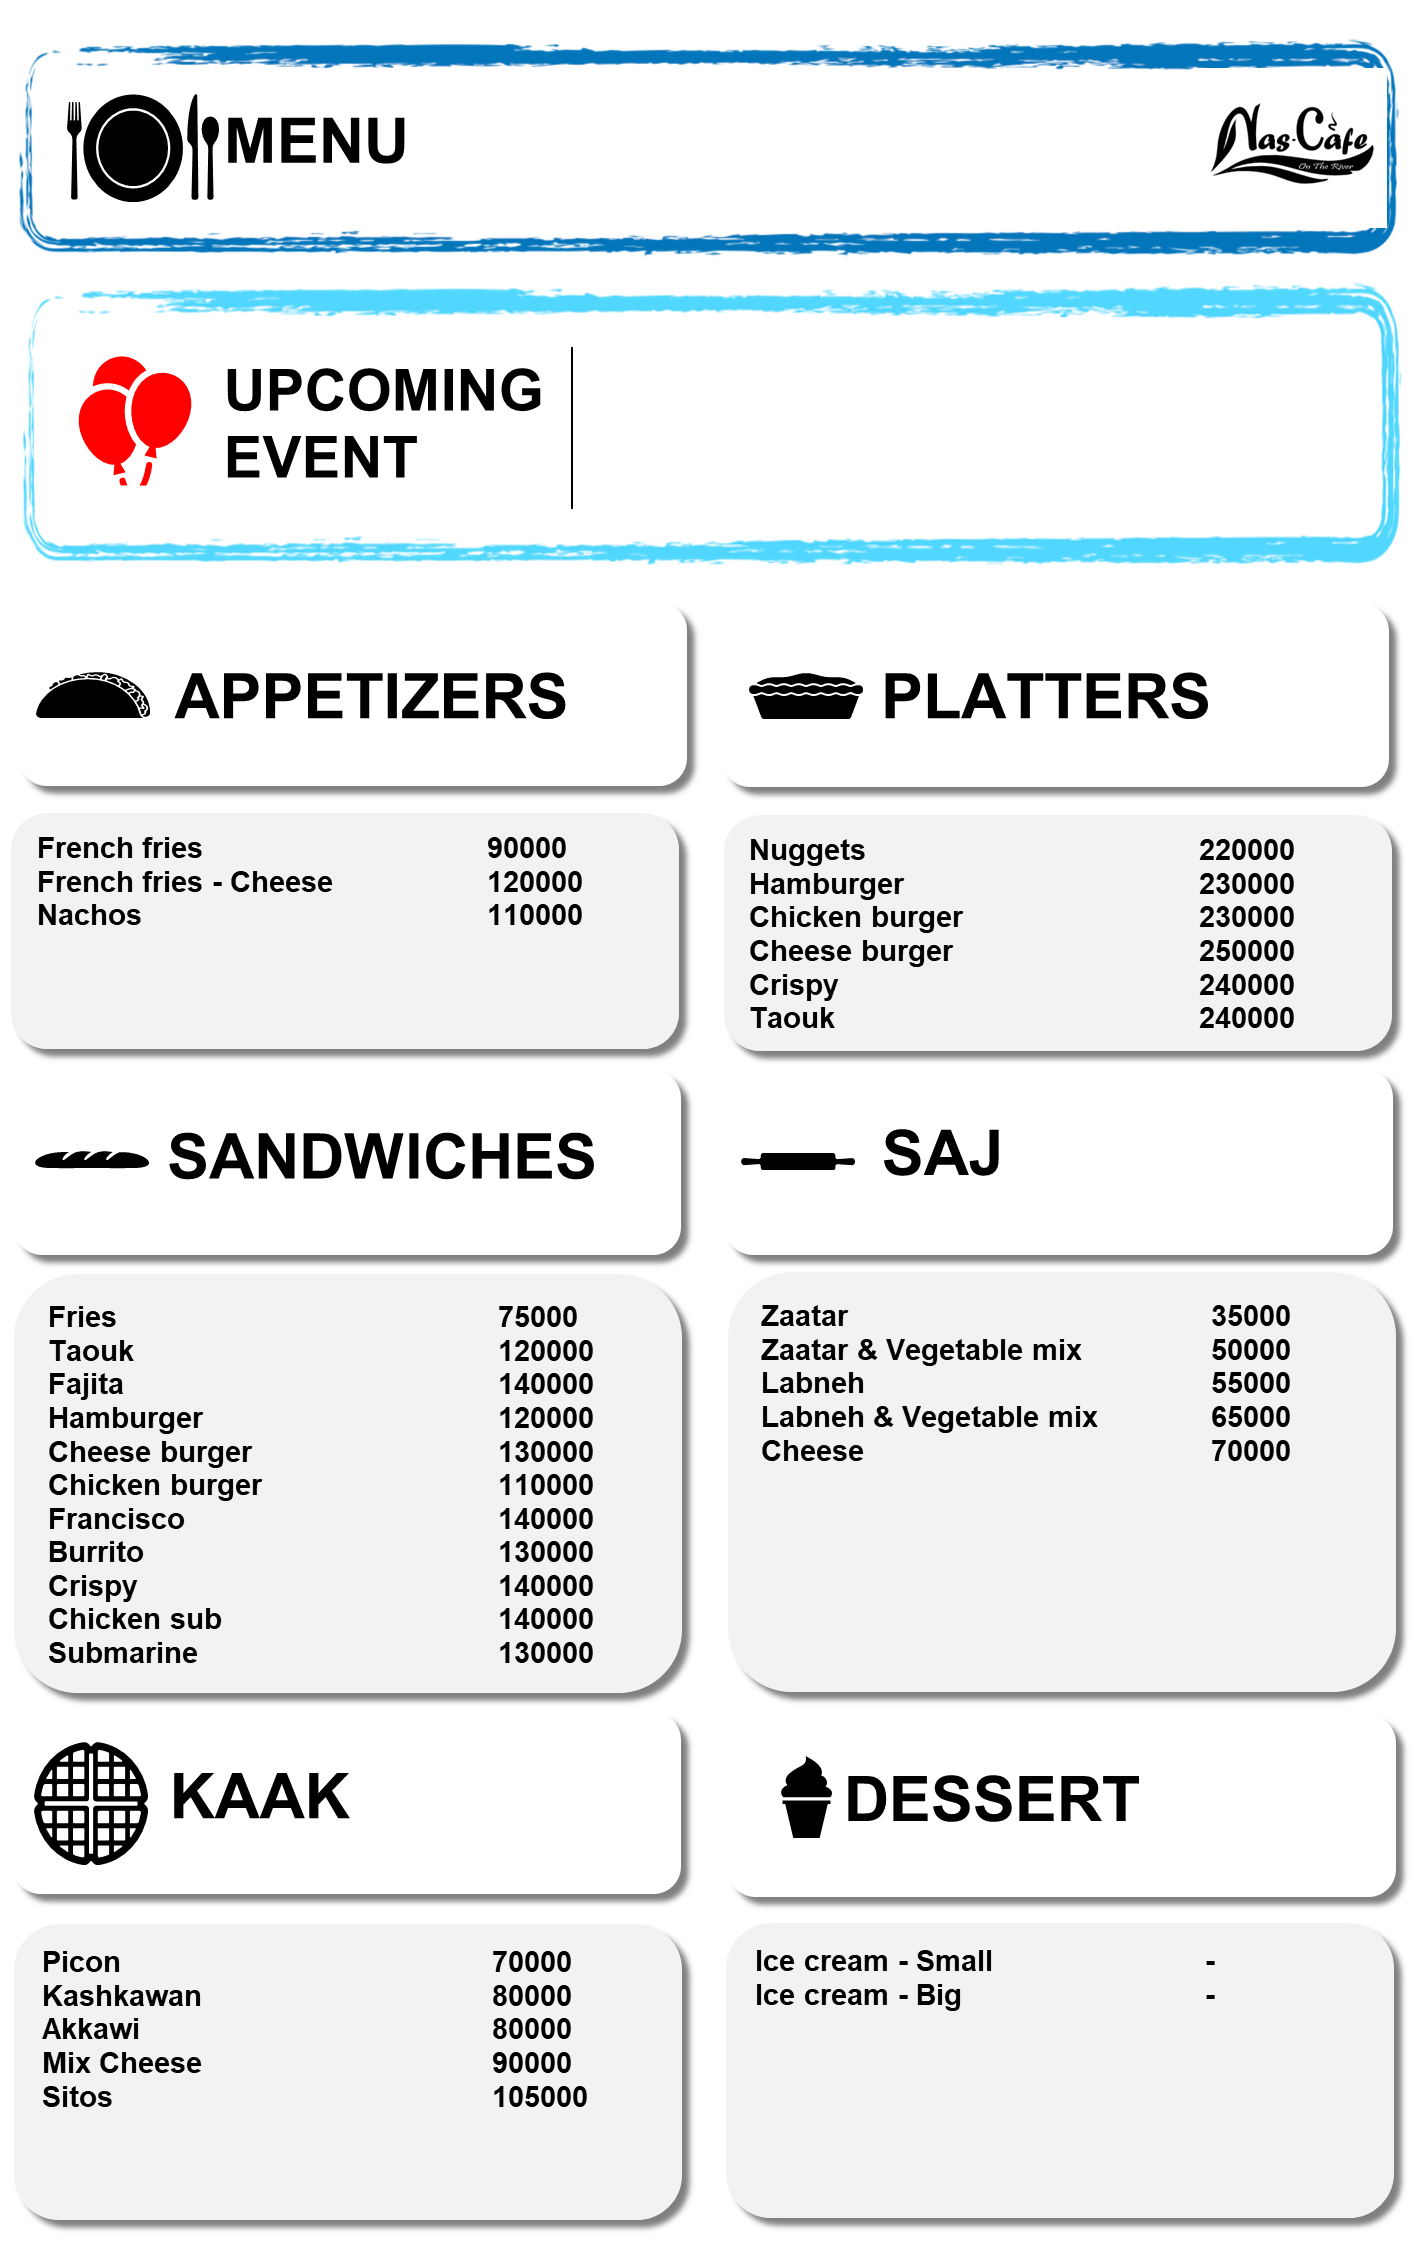 MENU
Nas-Cafe
On The River
UPCOMING
EVENT
APPETIZERS
French fries 90000
French fries - Cheese 120000
Nachos 110000
PLATTERS
Nuggets 220000
Hamburger 230000
Chicken burger 230000
Cheese burger 250000
Crispy 240000
Taouk 240000
SANDWICHES
Fries 75000
Taouk 120000
Fajita 140000
Hamburger 120000
Cheese burger 130000
Chicken burger 110000
Francisco 140000
Burrito 130000
Crispy 140000
Chicken sub 140000
Submarine 130000
SAJ
Zaatar 35000
Zaatar & Vegetable mix 50000
Labneh 55000
Labneh & Vegetable mix 65000
Cheese 70000
KAAK
Picon 70000
Kashkawan 80000
Akkawi 80000
Mix Cheese 90000
Sitos 105000
DESSERT
Ice cream - Small -
Ice cream - Big -